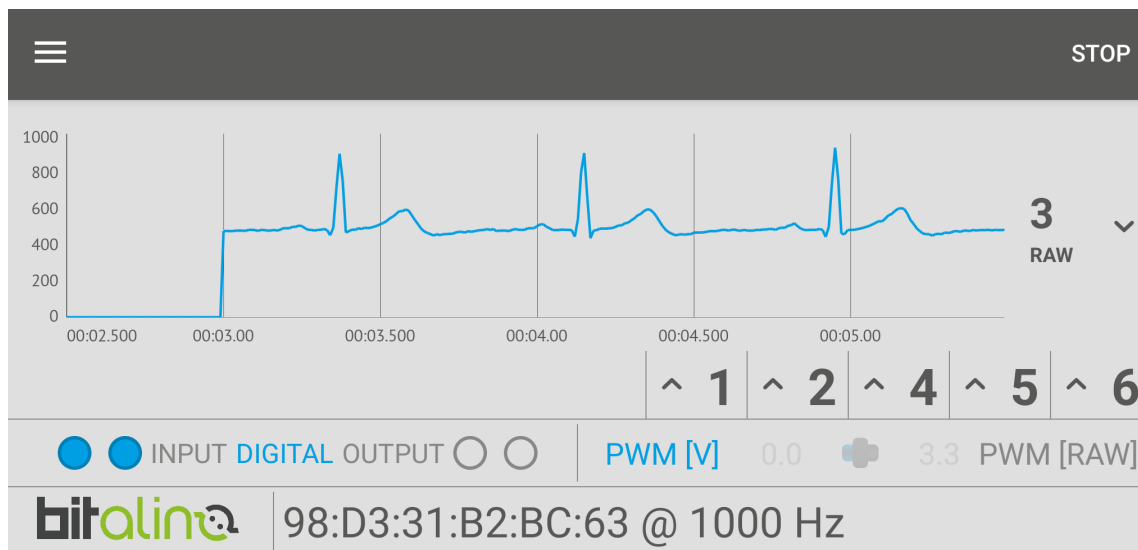 STOP
1000
800
600
400
200
0
00:02.500 00:03.00 00:03.500 00:04.00 00:04.500 00:05.00
3
RAW
1 2 4 5 6
INPUT DIGITAL OUTPUT PWM [V] 0.0 3.3 PWM [RAW]
bitalino 98:D3:31:B2:BC:63 @ 1000 Hz